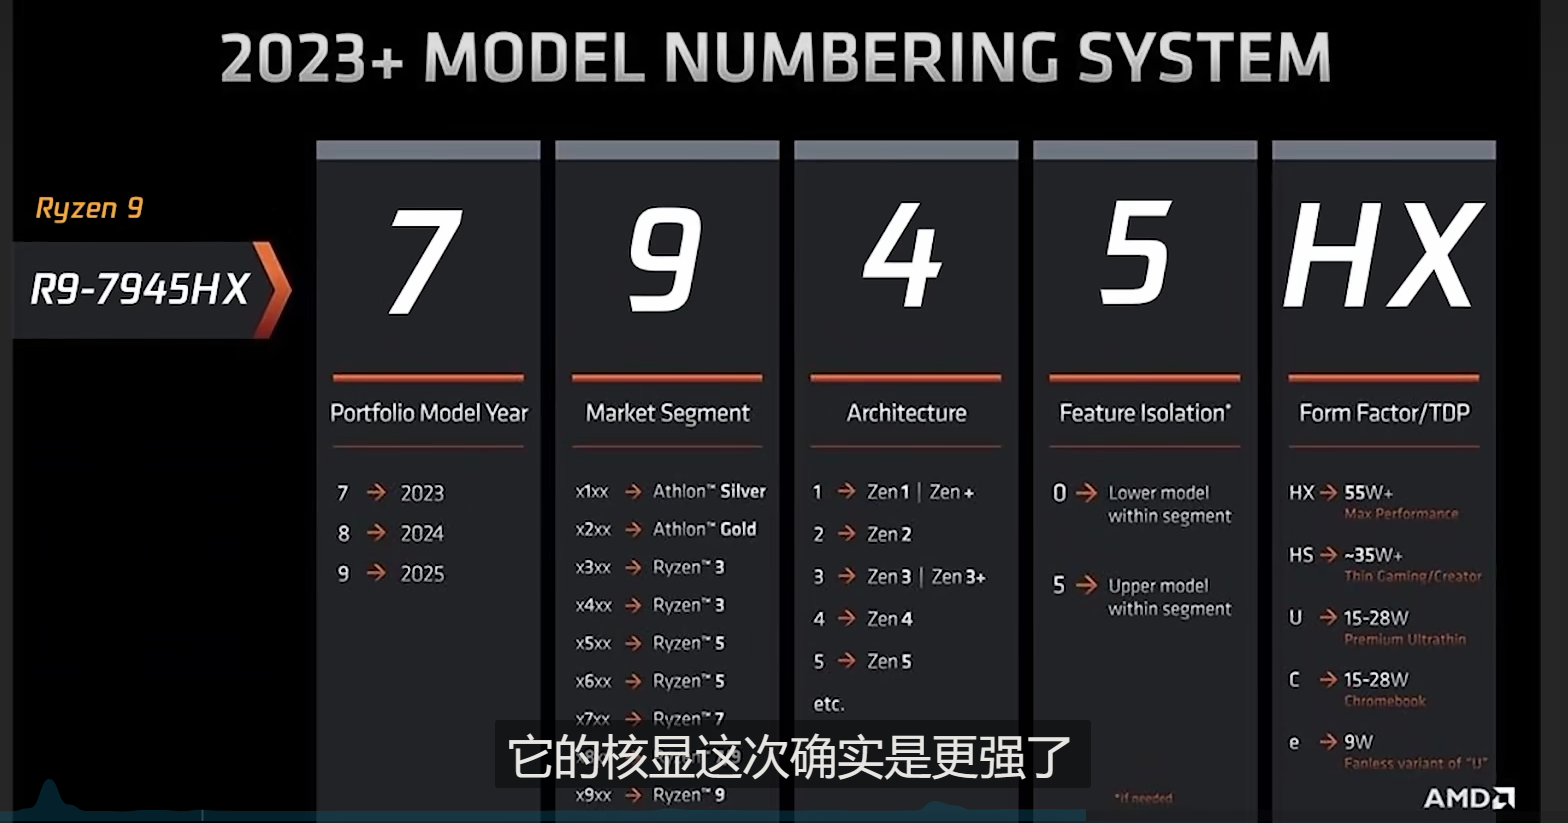 2023+ MODEL NUMBERING SYSTEM
Ryzen 9
R9-7945HX
7
Portfolio Model Year
7 → 2023
8 → 2024
9 → 2025
9
Market Segment
x1xx → Athlon™ Silver
x2xx → Athlon™ Gold
x3xx → Ryzen™ 3
x4xx → Ryzen™ 3
x5xx → Ryzen™ 5
x6xx → Ryzen™ 5
x7xx → Ryzen™ 7
x9xx → Ryzen™ 9
4
Architecture
1 → Zen 1 | Zen +
2 → Zen 2
3 → Zen 3 | Zen 3+
4 → Zen 4
5 → Zen 5
etc.
5
Feature Isolation*
0 → Lower model
within segment
5 → Upper model
within segment
*if needed
HX
Form Factor/TDP
HX → 55W+
Max Performance
HS → ~35W+
Thin Gaming/Creator
U → 15-28W
Premium Ultrathin
C → 15-28W
Chromebook
e → 9W
Fanless variant of "U"
AMD
它的核显这次确实是更强了